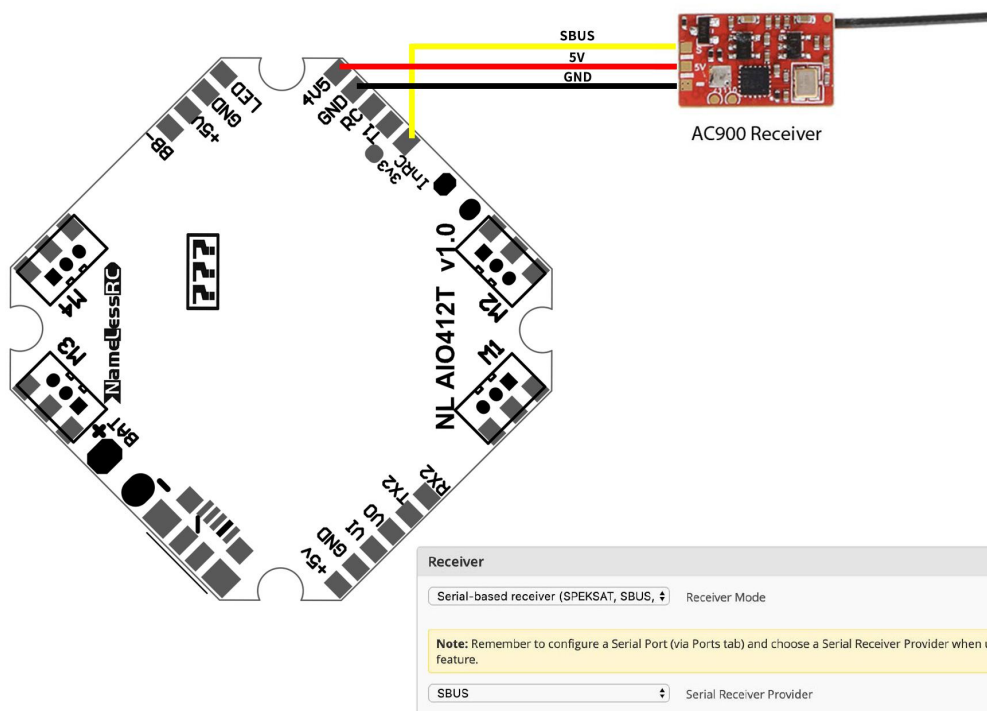 SBUS
5V
GND
S
5V
AC900 Receiver
4V5
GND
RC
T1
InRC
3v3
LED
GND
+5V
BB-
M4
M3
NameLessRC
???
NL AIO412T v1.0
M2
M1
BAT
+
-
RX2
TX2
VO
VI
GND
+5v
Receiver
Serial-based receiver (SPEKSAT, SBUS,
Receiver Mode
Note: Remember to configure a Serial Port (via Ports tab) and choose a Serial Receiver Provider when u
feature.
SBUS
Serial Receiver Provider